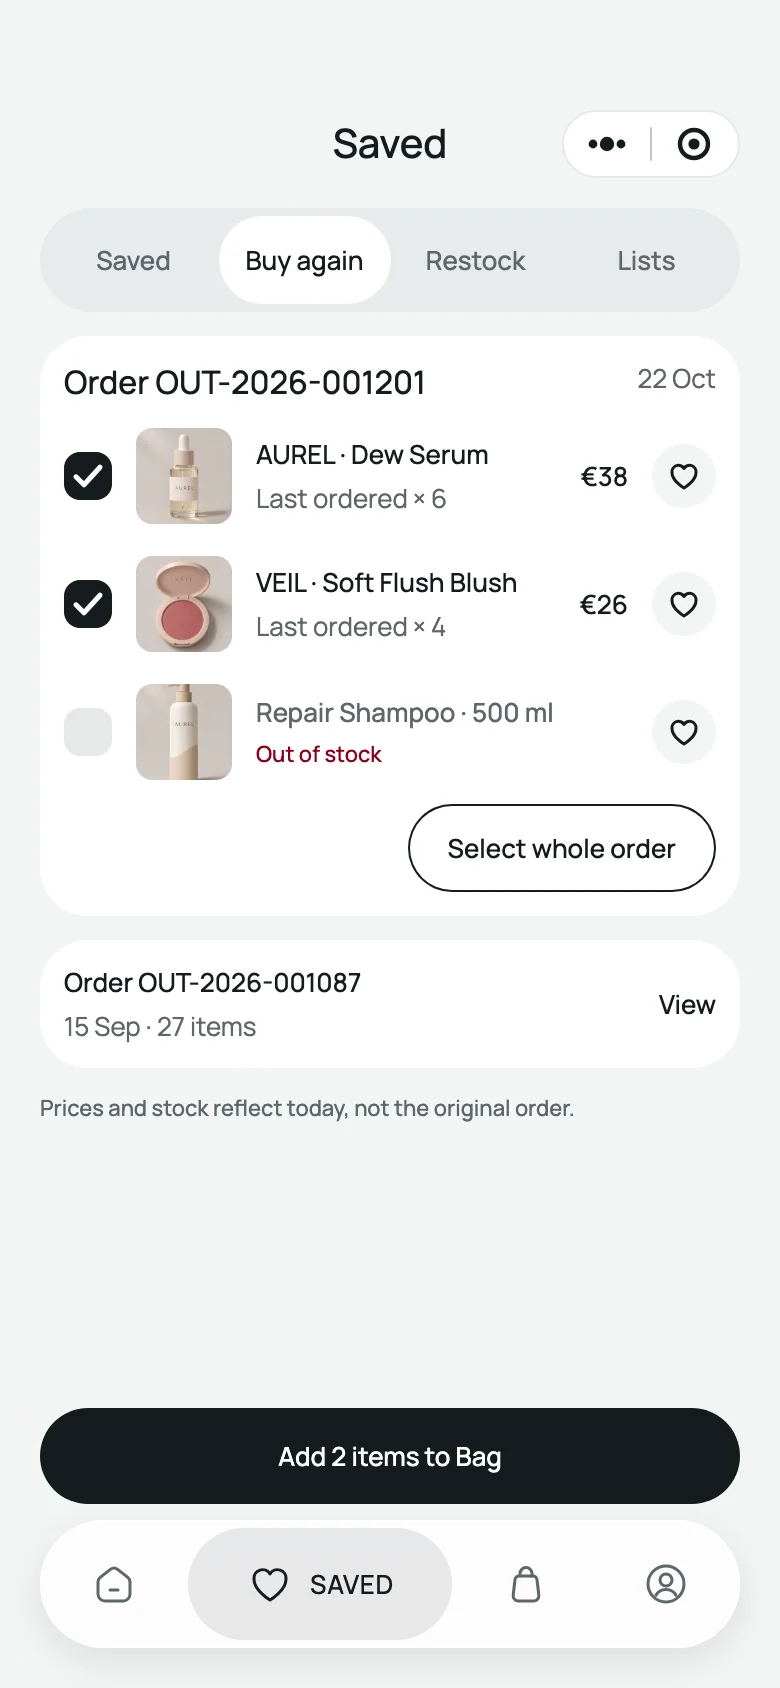 Saved
Saved
Buy again
Restock
Lists
Order OUT-2026-001201
22 Oct
AUREL
AUREL · Dew Serum
Last ordered × 6
€38
VEIL
VEIL · Soft Flush Blush
Last ordered × 4
€26
AUREL
Repair Shampoo · 500 ml
Out of stock
Select whole order
Order OUT-2026-001087
15 Sep · 27 items
View
Prices and stock reflect today, not the original order.
Add 2 items to Bag
SAVED